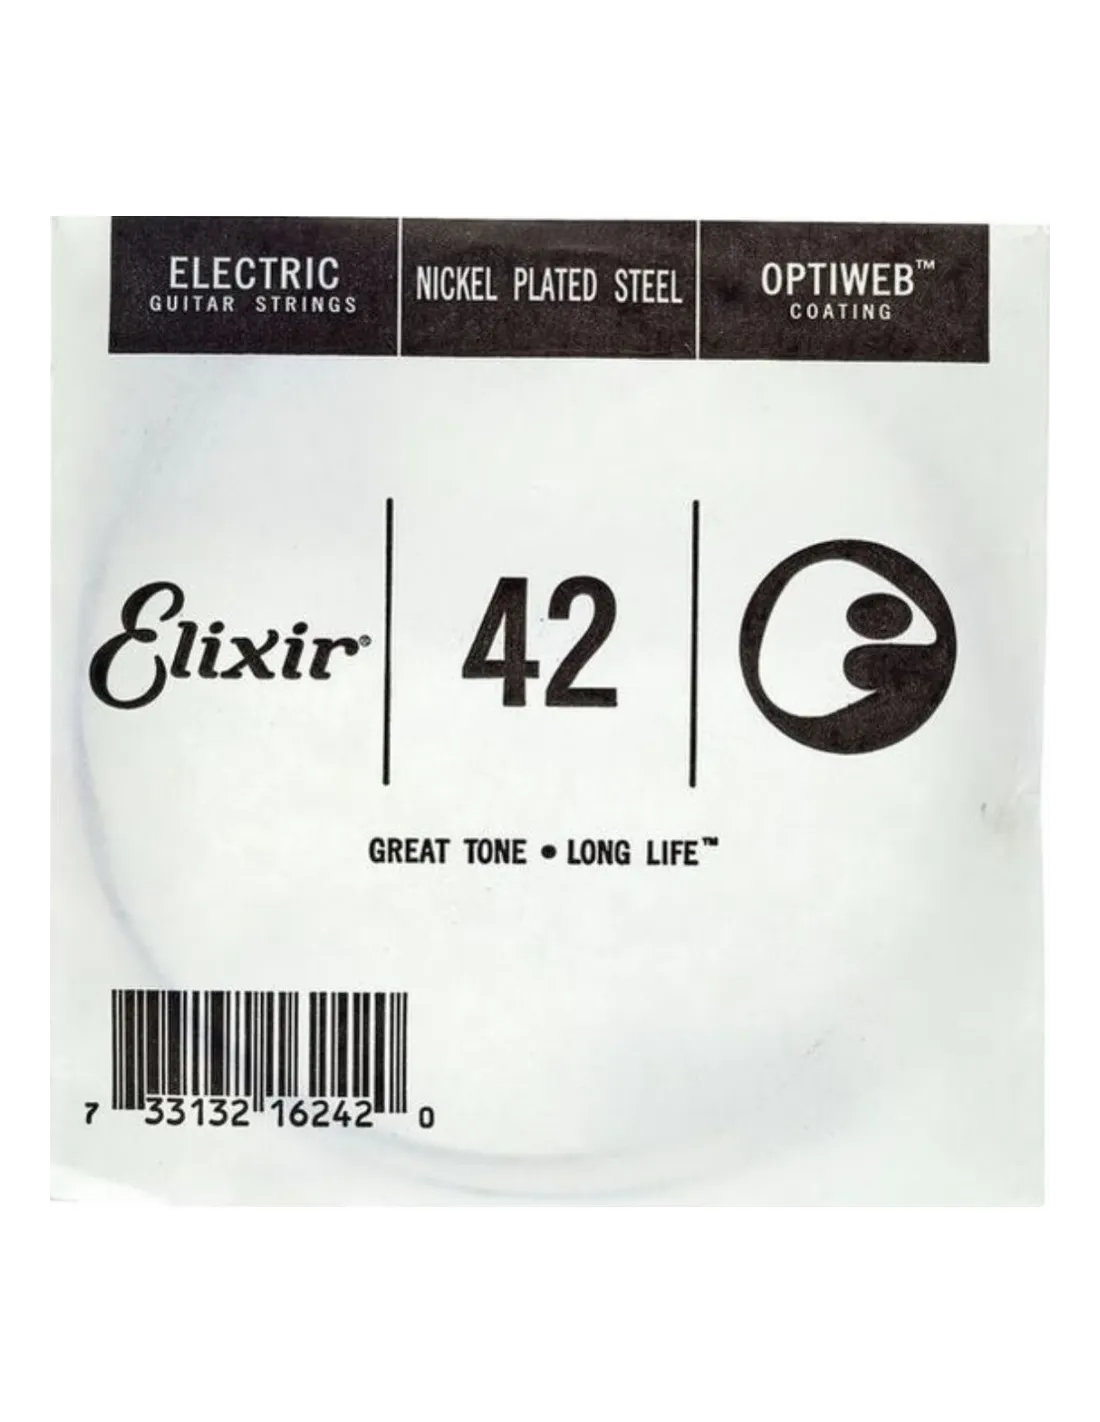 ELECTRIC
GUITAR STRINGS
NICKEL PLATED STEEL
OPTIWEB™
COATING
Elixir®
42
GREAT TONE • LONG LIFE™
7 33132 16242 0